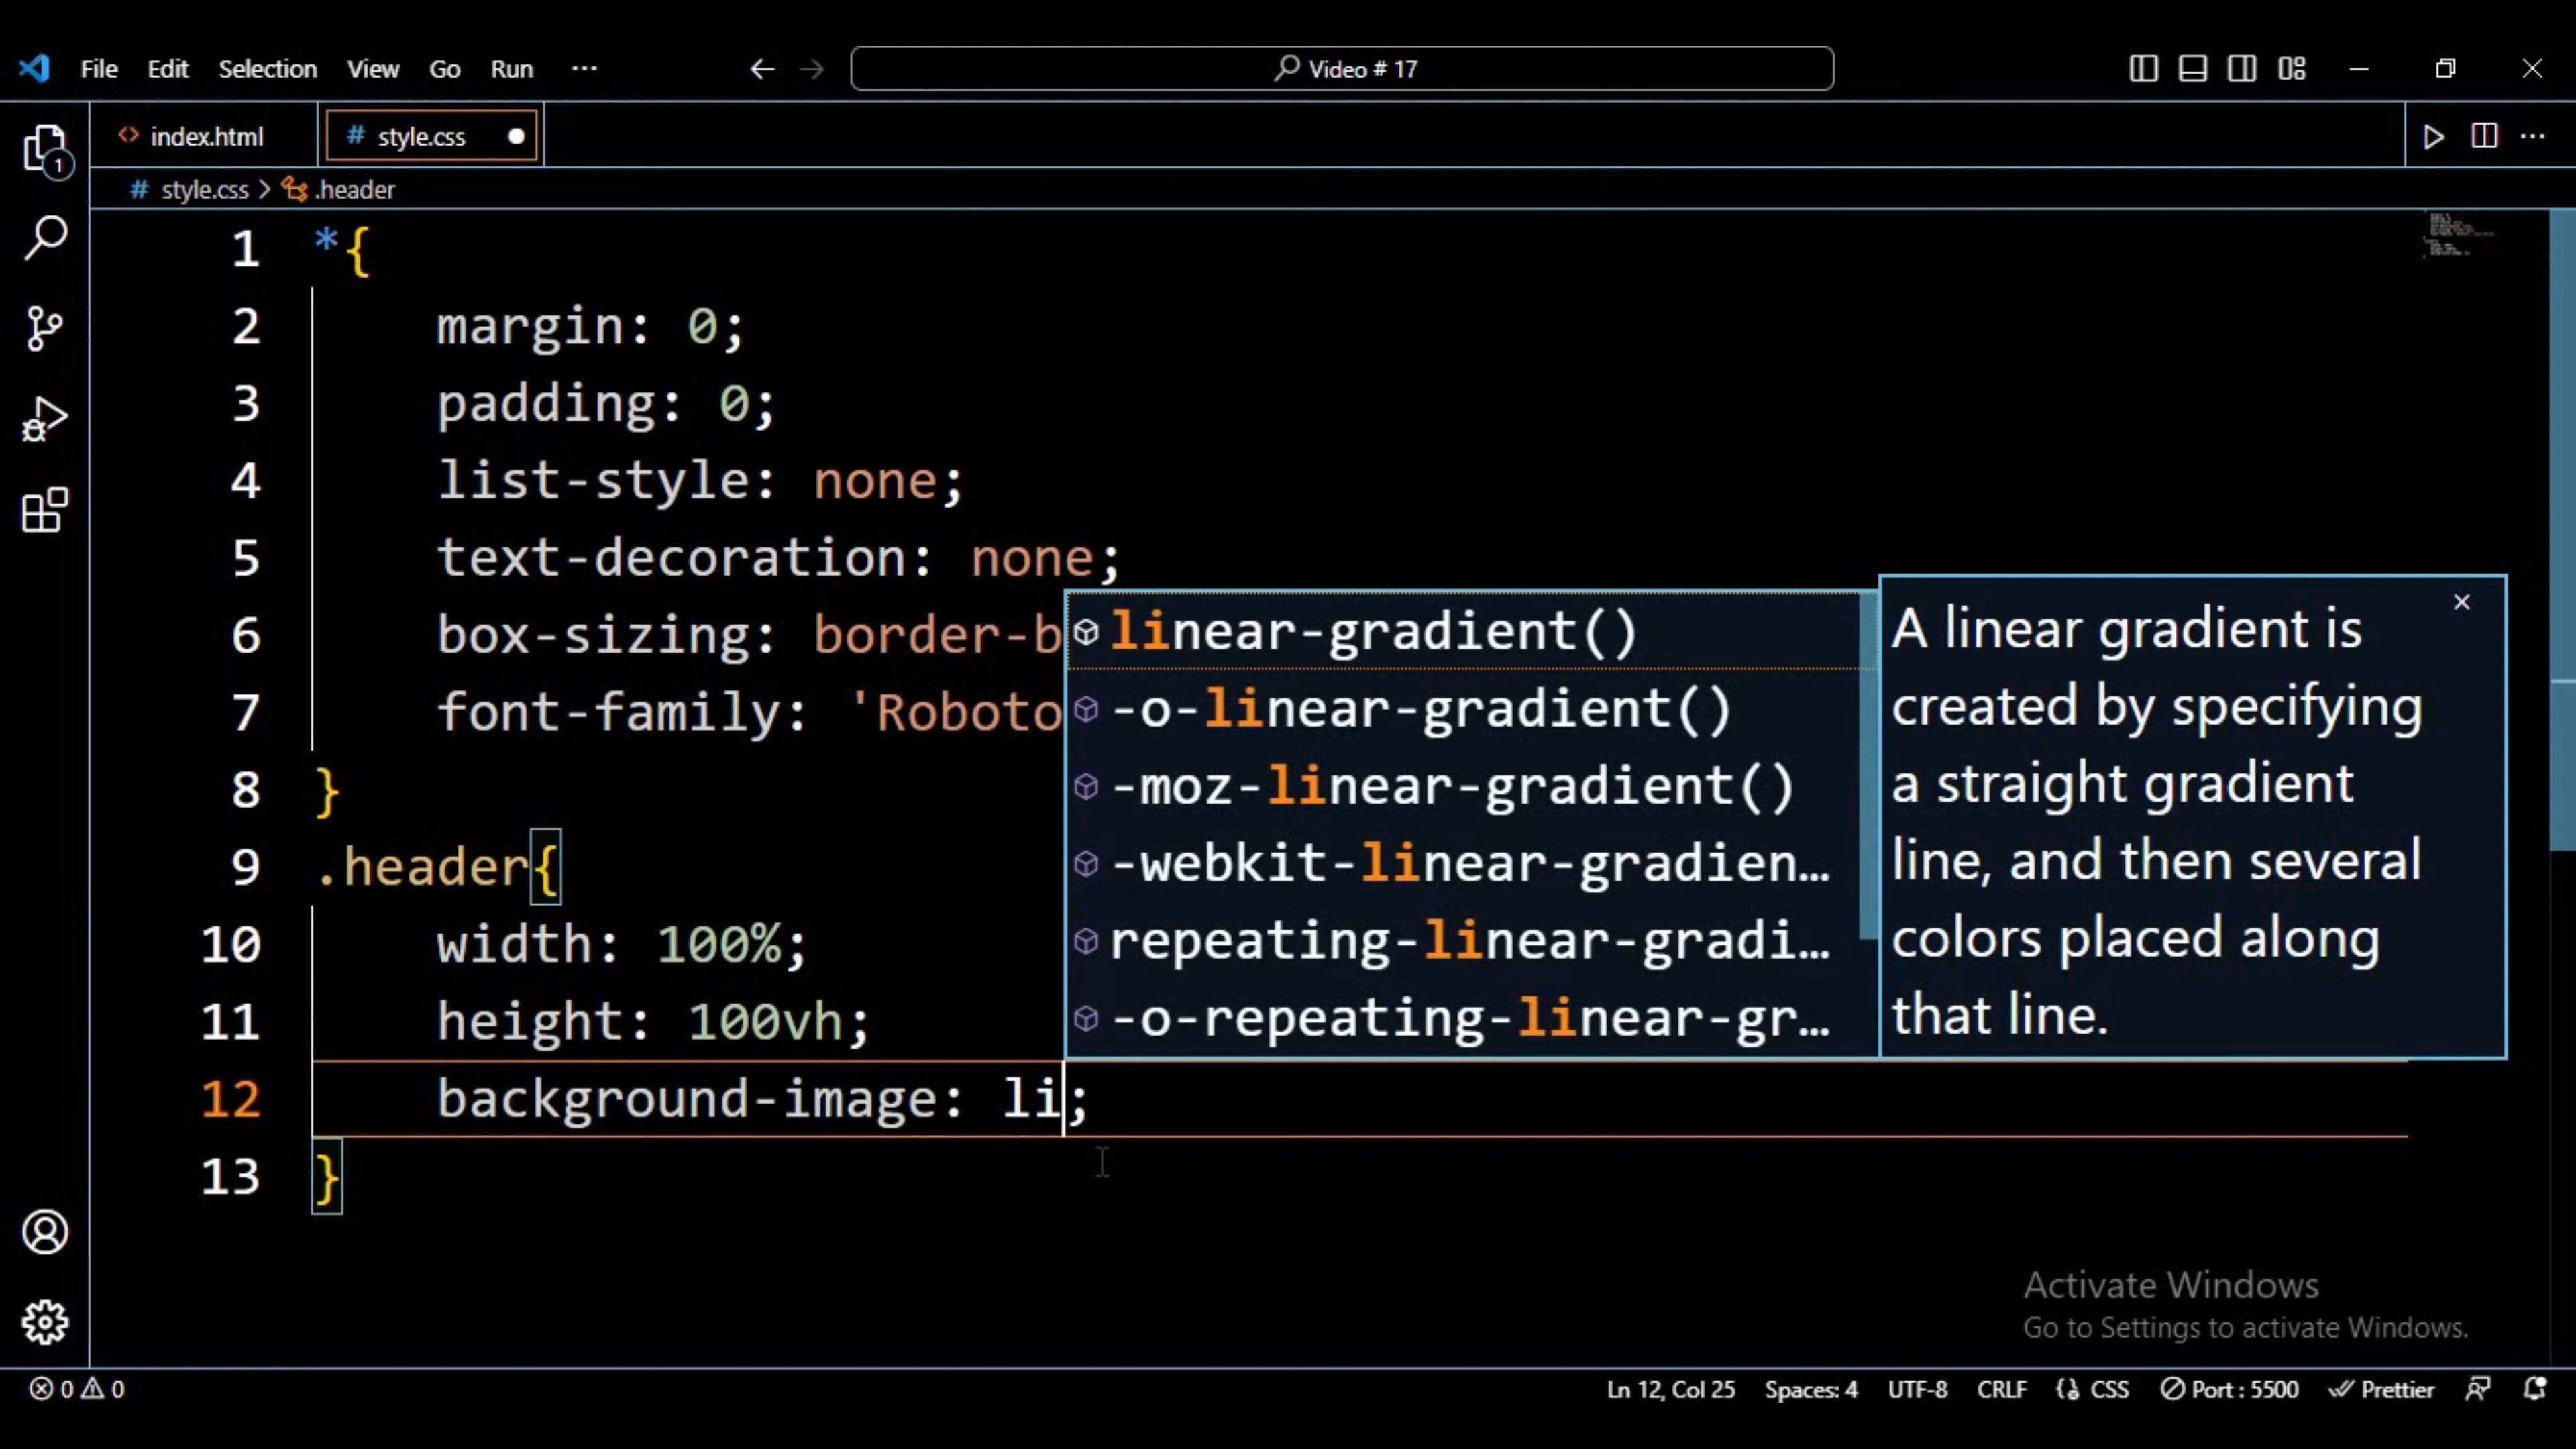 File Edit Selection View Go Run ···
Video # 17
index.html
# style.css
# style.css > .header
1 *{
2 margin: 0;
3 padding: 0;
4 list-style: none;
5 text-decoration: none;
6 box-sizing: border-b
7 font-family: 'Roboto
8 }
9 .header{
10 width: 100%;
11 height: 100vh;
12 background-image: li;
13 }
linear-gradient()
-o-linear-gradient()
-moz-linear-gradient()
-webkit-linear-gradien…
repeating-linear-gradi…
-o-repeating-linear-gr…
A linear gradient is
created by specifying
a straight gradient
line, and then several
colors placed along
that line.
1
Activate Windows
Go to Settings to activate Windows.
0 0
Ln 12, Col 25 Spaces: 4 UTF-8 CRLF CSS Port : 5500 Prettier